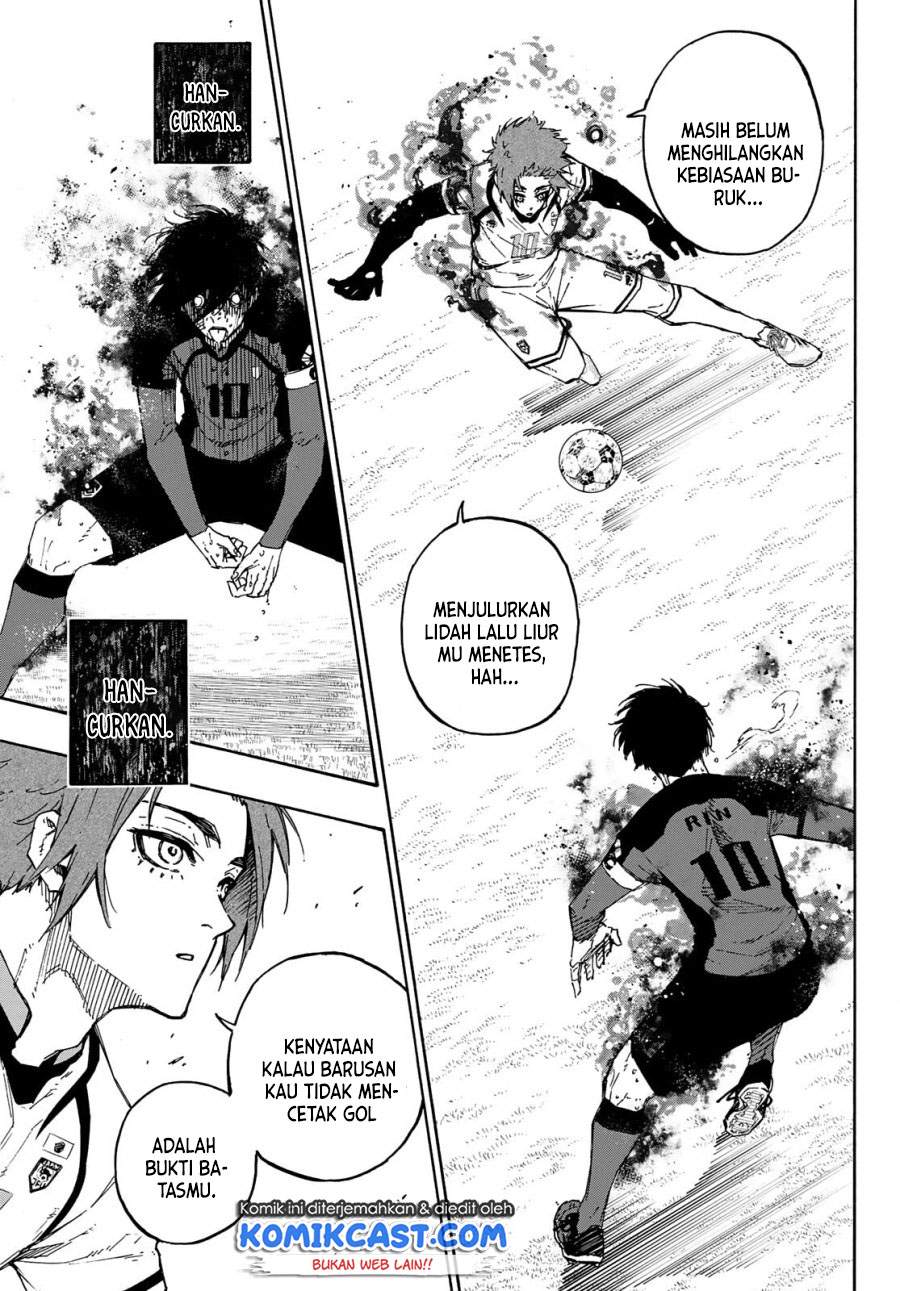 MASIH BELUM
MENGHILANGKAN
KEBIASAAN BU-
RUK...
10
MENJULURKAN
LIDAH LALU LIUR
MU MENETES,
HAH...
RIN
10
HAN-
CURKAN.
10
HAN-
CURKAN.
KENYATAAN
KALAU BARUSAN
KAU TIDAK MEN-
CETAK GOL
ADALAH
BUKTI BA-
TASMU.
Komik ini diterjemahkan & diedit oleh
KOMIKCAST.COM
BUKAN WEB LAIN!!